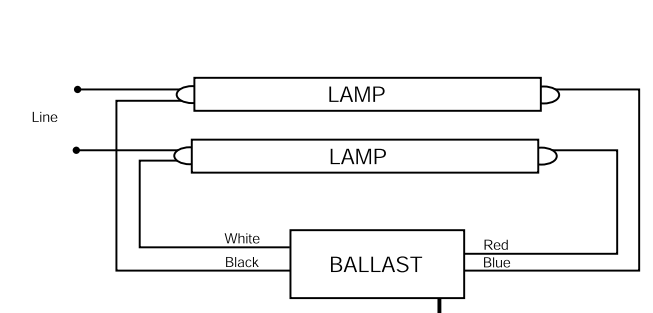 LAMP
Line
LAMP
White
Red
Black
BALLAST
Blue